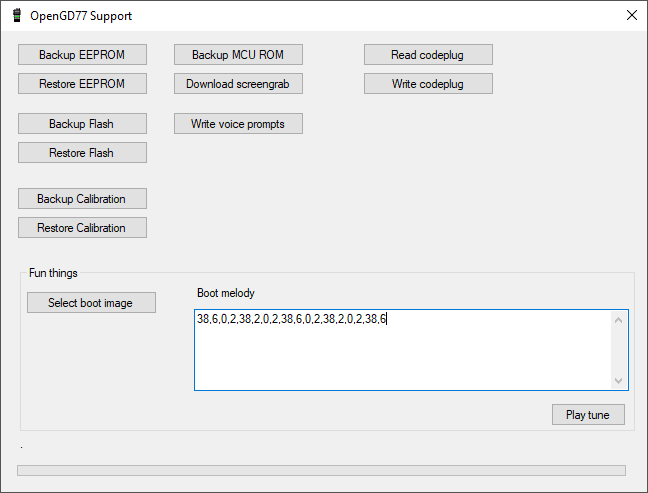 OpenGD77 Support
Backup EEPROM
Backup MCU ROM
Read codeplug
Restore EEPROM
Download screengrab
Write codeplug
Backup Flash
Write voice prompts
Restore Flash
Backup Calibration
Restore Calibration
Fun things
Select boot image
Boot melody
38,6,0,2,38,2,0,2,38,6,0,2,38,2,0,2,38,6
Play tune
.